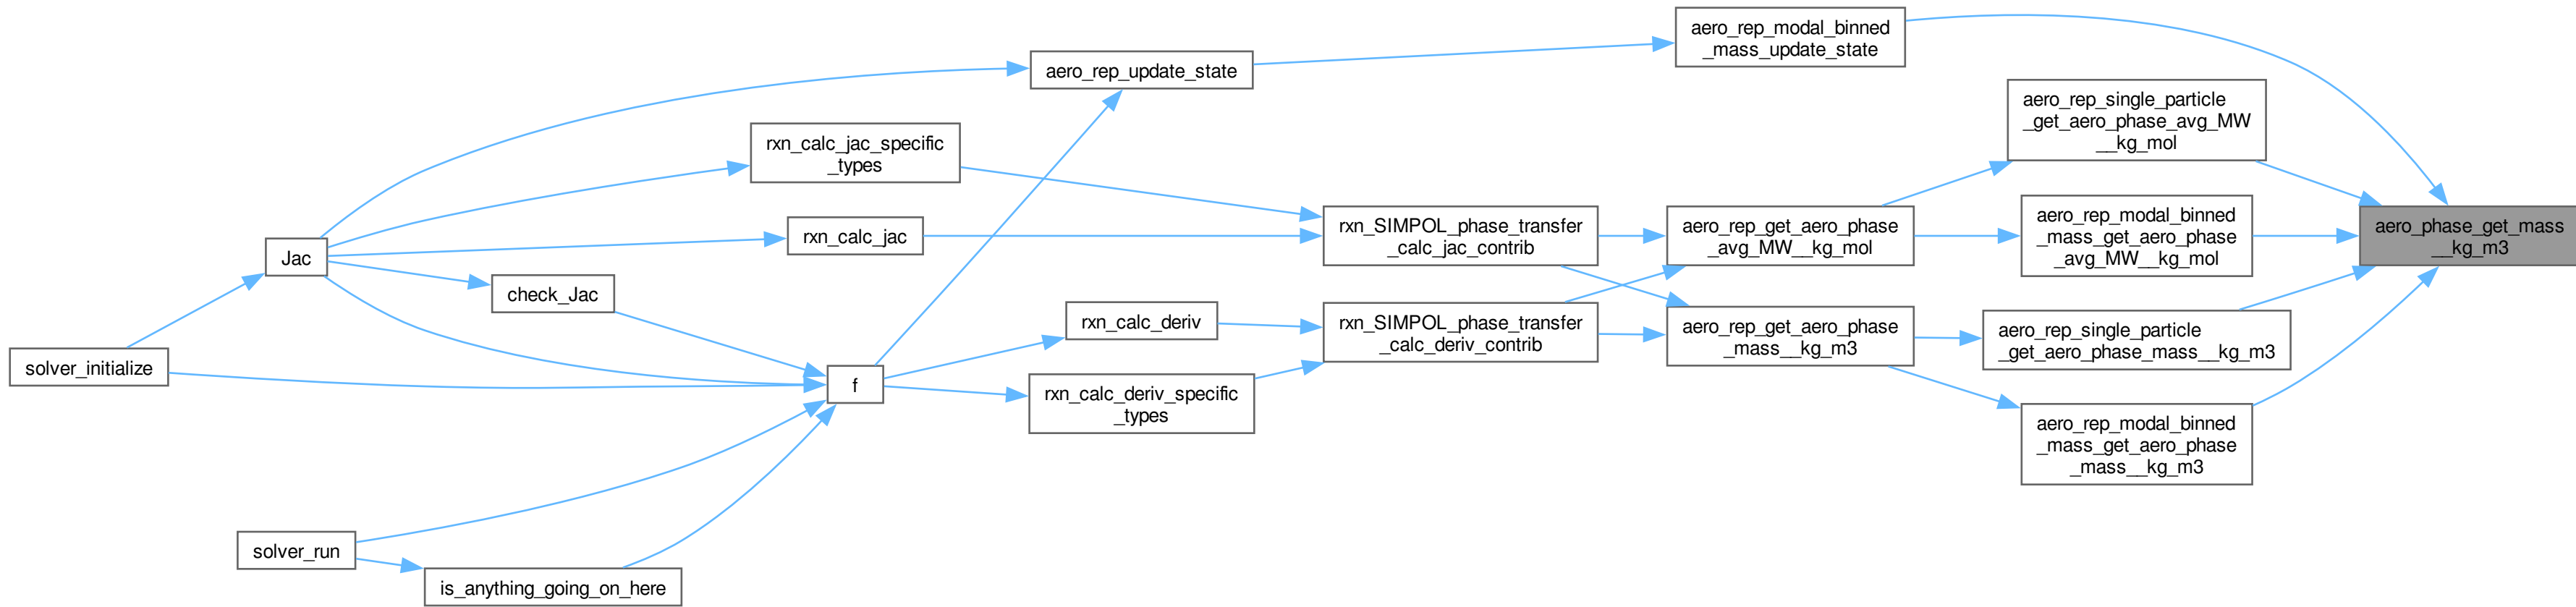 aero_rep_modal_binned
_mass_update_state
aero_rep_update_state
aero_rep_single_particle
_get_aero_phase_avg_MW
__kg_mol
rxn_calc_jac_specific
_types
aero_rep_modal_binned
_mass_get_aero_phase
_avg_MW__kg_mol
aero_phase_get_mass
__kg_m3
rxn_SIMPOL_phase_transfer
_calc_jac_contrib
aero_rep_get_aero_phase
_avg_MW__kg_mol
rxn_calc_jac
Jac
check_Jac
rxn_calc_deriv
rxn_SIMPOL_phase_transfer
_calc_deriv_contrib
aero_rep_get_aero_phase
_mass__kg_m3
aero_rep_single_particle
_get_aero_phase_mass__kg_m3
solver_initialize
f
rxn_calc_deriv_specific
_types
aero_rep_modal_binned
_mass_get_aero_phase
_mass__kg_m3
solver_run
is_anything_going_on_here